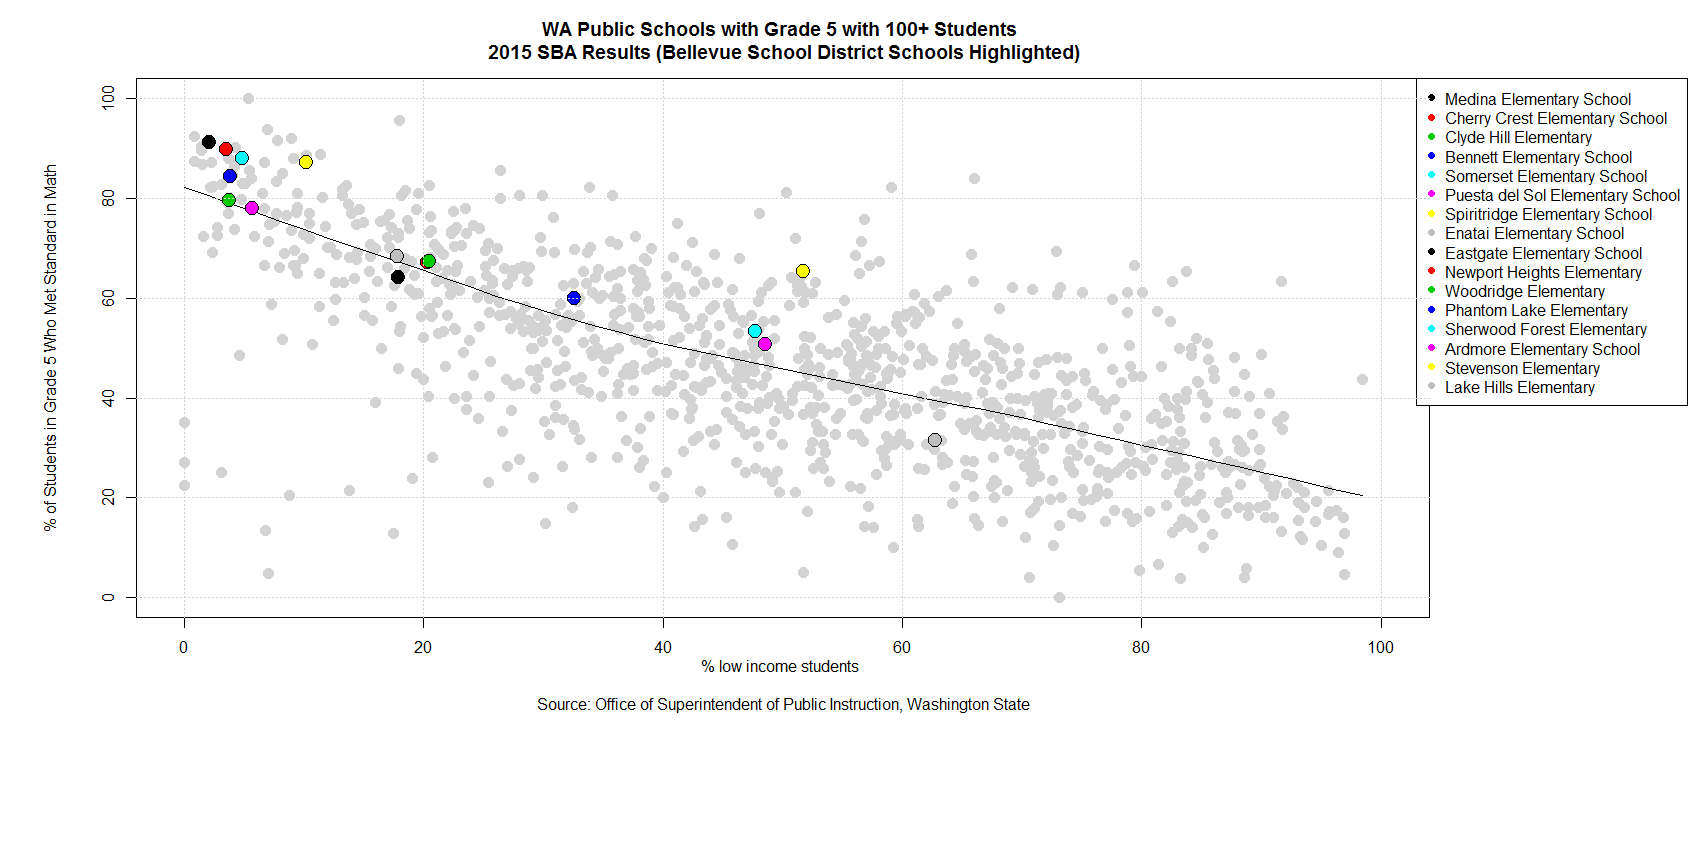 WA Public Schools with Grade 5 with 100+ Students
2015 SBA Results (Bellevue School District Schools Highlighted)
% of Students in Grade 5 Who Met Standard in Math
100
80
60
40
20
0
0 20 40 60 80 100
% low income students
Source: Office of Superintendent of Public Instruction, Washington State
Medina Elementary School
Cherry Crest Elementary School
Clyde Hill Elementary
Bennett Elementary School
Somerset Elementary School
Puesta del Sol Elementary School
Spiritridge Elementary School
Enatai Elementary School
Eastgate Elementary School
Newport Heights Elementary
Woodridge Elementary
Phantom Lake Elementary
Sherwood Forest Elementary
Ardmore Elementary School
Stevenson Elementary
Lake Hills Elementary